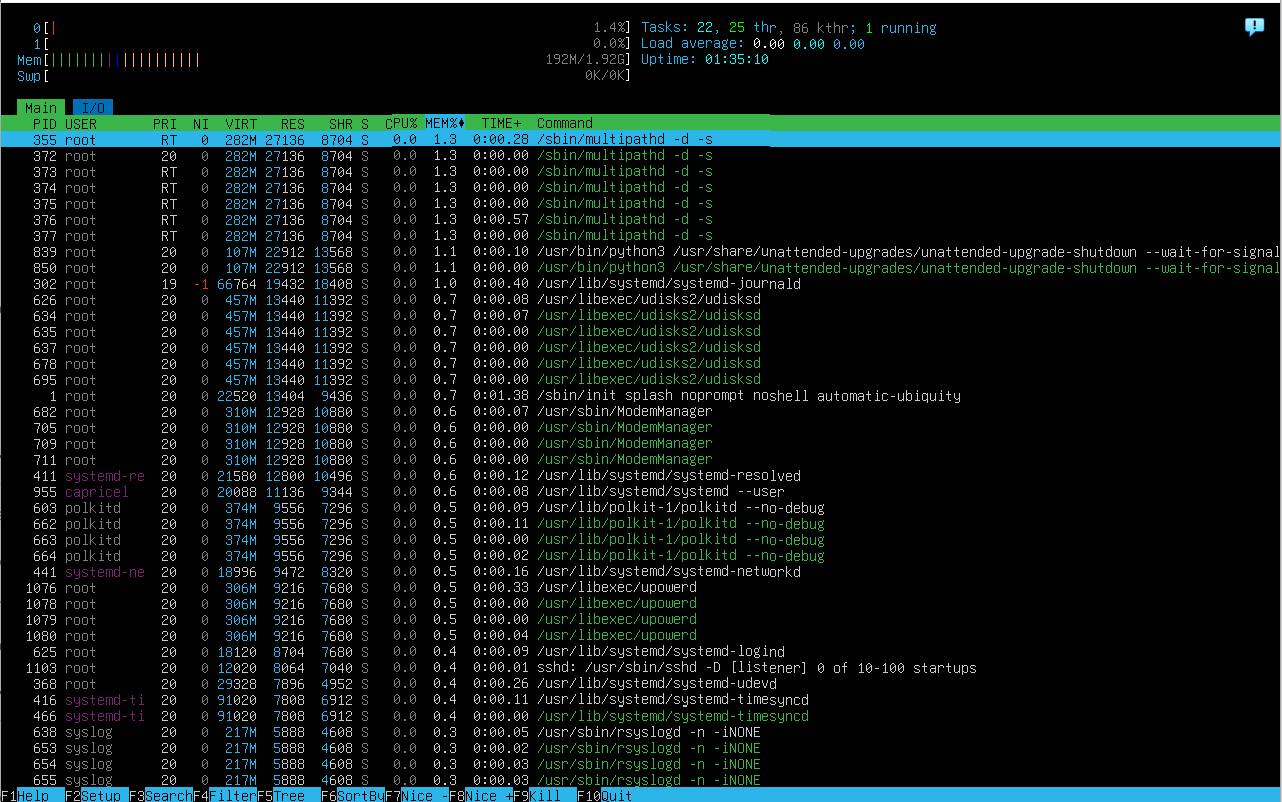 0[| 1.4%] Tasks: 22, 25 thr, 86 kthr; 1 running
1[ 0.0%] Load average: 0.00 0.00 0.00
Mem[||||||||||||||||||| 192M/1.92G] Uptime: 01:35:10
Swp[ 0K/0K]
Main I/O
PID USER PRI NI VIRT RES SHR S CPU% MEM%♦ TIME+ Command
355 root RT 0 282M 27136 8704 S 0.0 1.3 0:00.28 /sbin/multipathd -d -s
372 root 20 0 282M 27136 8704 S 0.0 1.3 0:00.00 /sbin/multipathd -d -s
373 root RT 0 282M 27136 8704 S 0.0 1.3 0:00.00 /sbin/multipathd -d -s
374 root RT 0 282M 27136 8704 S 0.0 1.3 0:00.00 /sbin/multipathd -d -s
375 root RT 0 282M 27136 8704 S 0.0 1.3 0:00.00 /sbin/multipathd -d -s
376 root RT 0 282M 27136 8704 S 0.0 1.3 0:00.57 /sbin/multipathd -d -s
377 root RT 0 282M 27136 8704 S 0.0 1.3 0:00.00 /sbin/multipathd -d -s
839 root 20 0 107M 22912 13568 S 0.0 1.1 0:00.10 /usr/bin/python3 /usr/share/unattended-upgrades/unattended-upgrade-shutdown --wait-for-signal
850 root 20 0 107M 22912 13568 S 0.0 1.1 0:00.00 /usr/bin/python3 /usr/share/unattended-upgrades/unattended-upgrade-shutdown --wait-for-signal
302 root 19 -1 66764 19432 18408 S 0.0 1.0 0:00.40 /usr/lib/systemd/systemd-journald
626 root 20 0 457M 13440 11392 S 0.0 0.7 0:00.08 /usr/libexec/udisks2/udisksd
634 root 20 0 457M 13440 11392 S 0.0 0.7 0:00.07 /usr/libexec/udisks2/udisksd
635 root 20 0 457M 13440 11392 S 0.0 0.7 0:00.00 /usr/libexec/udisks2/udisksd
637 root 20 0 457M 13440 11392 S 0.0 0.7 0:00.00 /usr/libexec/udisks2/udisksd
678 root 20 0 457M 13440 11392 S 0.0 0.7 0:00.00 /usr/libexec/udisks2/udisksd
695 root 20 0 457M 13440 11392 S 0.0 0.7 0:00.00 /usr/libexec/udisks2/udisksd
1 root 20 0 22520 13404 9436 S 0.0 0.7 0:01.38 /sbin/init splash noprompt noshell automatic-ubiquity
682 root 20 0 310M 12928 10880 S 0.0 0.6 0:00.07 /usr/sbin/ModemManager
705 root 20 0 310M 12928 10880 S 0.0 0.6 0:00.00 /usr/sbin/ModemManager
709 root 20 0 310M 12928 10880 S 0.0 0.6 0:00.00 /usr/sbin/ModemManager
711 root 20 0 310M 12928 10880 S 0.0 0.6 0:00.00 /usr/sbin/ModemManager
411 systemd-re 20 0 21580 12800 10496 S 0.0 0.6 0:00.12 /usr/lib/systemd/systemd-resolved
955 capricel 20 0 20088 11136 9344 S 0.0 0.6 0:00.08 /usr/lib/systemd/systemd --user
603 polkitd 20 0 374M 9556 7296 S 0.0 0.5 0:00.09 /usr/lib/polkit-1/polkitd --no-debug
662 polkitd 20 0 374M 9556 7296 S 0.0 0.5 0:00.11 /usr/lib/polkit-1/polkitd --no-debug
663 polkitd 20 0 374M 9556 7296 S 0.0 0.5 0:00.00 /usr/lib/polkit-1/polkitd --no-debug
664 polkitd 20 0 374M 9556 7296 S 0.0 0.5 0:00.02 /usr/lib/polkit-1/polkitd --no-debug
441 systemd-ne 20 0 18996 9472 8320 S 0.0 0.5 0:00.16 /usr/lib/systemd/systemd-networkd
1076 root 20 0 306M 9216 7680 S 0.0 0.5 0:00.33 /usr/libexec/upowerd
1078 root 20 0 306M 9216 7680 S 0.0 0.5 0:00.00 /usr/libexec/upowerd
1079 root 20 0 306M 9216 7680 S 0.0 0.5 0:00.00 /usr/libexec/upowerd
1080 root 20 0 306M 9216 7680 S 0.0 0.5 0:00.04 /usr/libexec/upowerd
625 root 20 0 18120 8704 7680 S 0.0 0.4 0:00.09 /usr/lib/systemd/systemd-logind
1103 root 20 0 12020 8064 7040 S 0.0 0.4 0:00.01 sshd: /usr/sbin/sshd -D [listener] 0 of 10-100 startups
368 root 20 0 29328 7896 4952 S 0.0 0.4 0:00.26 /usr/lib/systemd/systemd-udevd
416 systemd-ti 20 0 91020 7808 6912 S 0.0 0.4 0:00.11 /usr/lib/systemd/systemd-timesyncd
466 systemd-ti 20 0 91020 7808 6912 S 0.0 0.4 0:00.00 /usr/lib/systemd/systemd-timesyncd
638 syslog 20 0 217M 5888 4608 S 0.0 0.3 0:00.05 /usr/sbin/rsyslogd -n -iNONE
653 syslog 20 0 217M 5888 4608 S 0.0 0.3 0:00.02 /usr/sbin/rsyslogd -n -iNONE
654 syslog 20 0 217M 5888 4608 S 0.0 0.3 0:00.03 /usr/sbin/rsyslogd -n -iNONE
655 syslog 20 0 217M 5888 4608 S 0.0 0.3 0:00.03 /usr/sbin/rsyslogd -n -iNONE
F1Help F2Setup F3SearchF4FilterF5Tree F6SortByF7Nice -F8Nice +F9Kill F10Quit